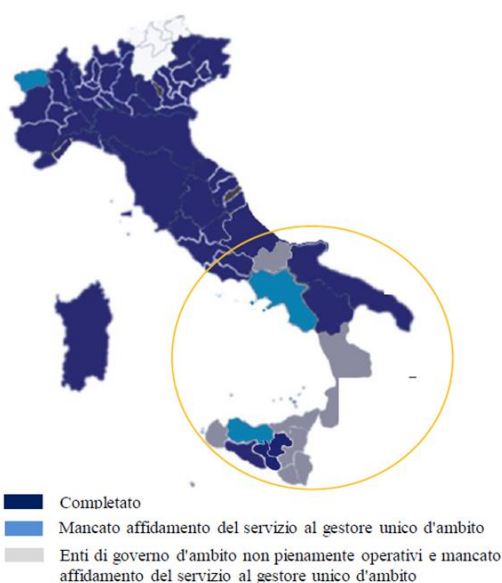 Completato
Mancato affidamento del servizio al gestore unico d'ambito
Enti di governo d'ambito non pienamente operativi e mancato
affidamento del servizio al gestore unico d'ambito